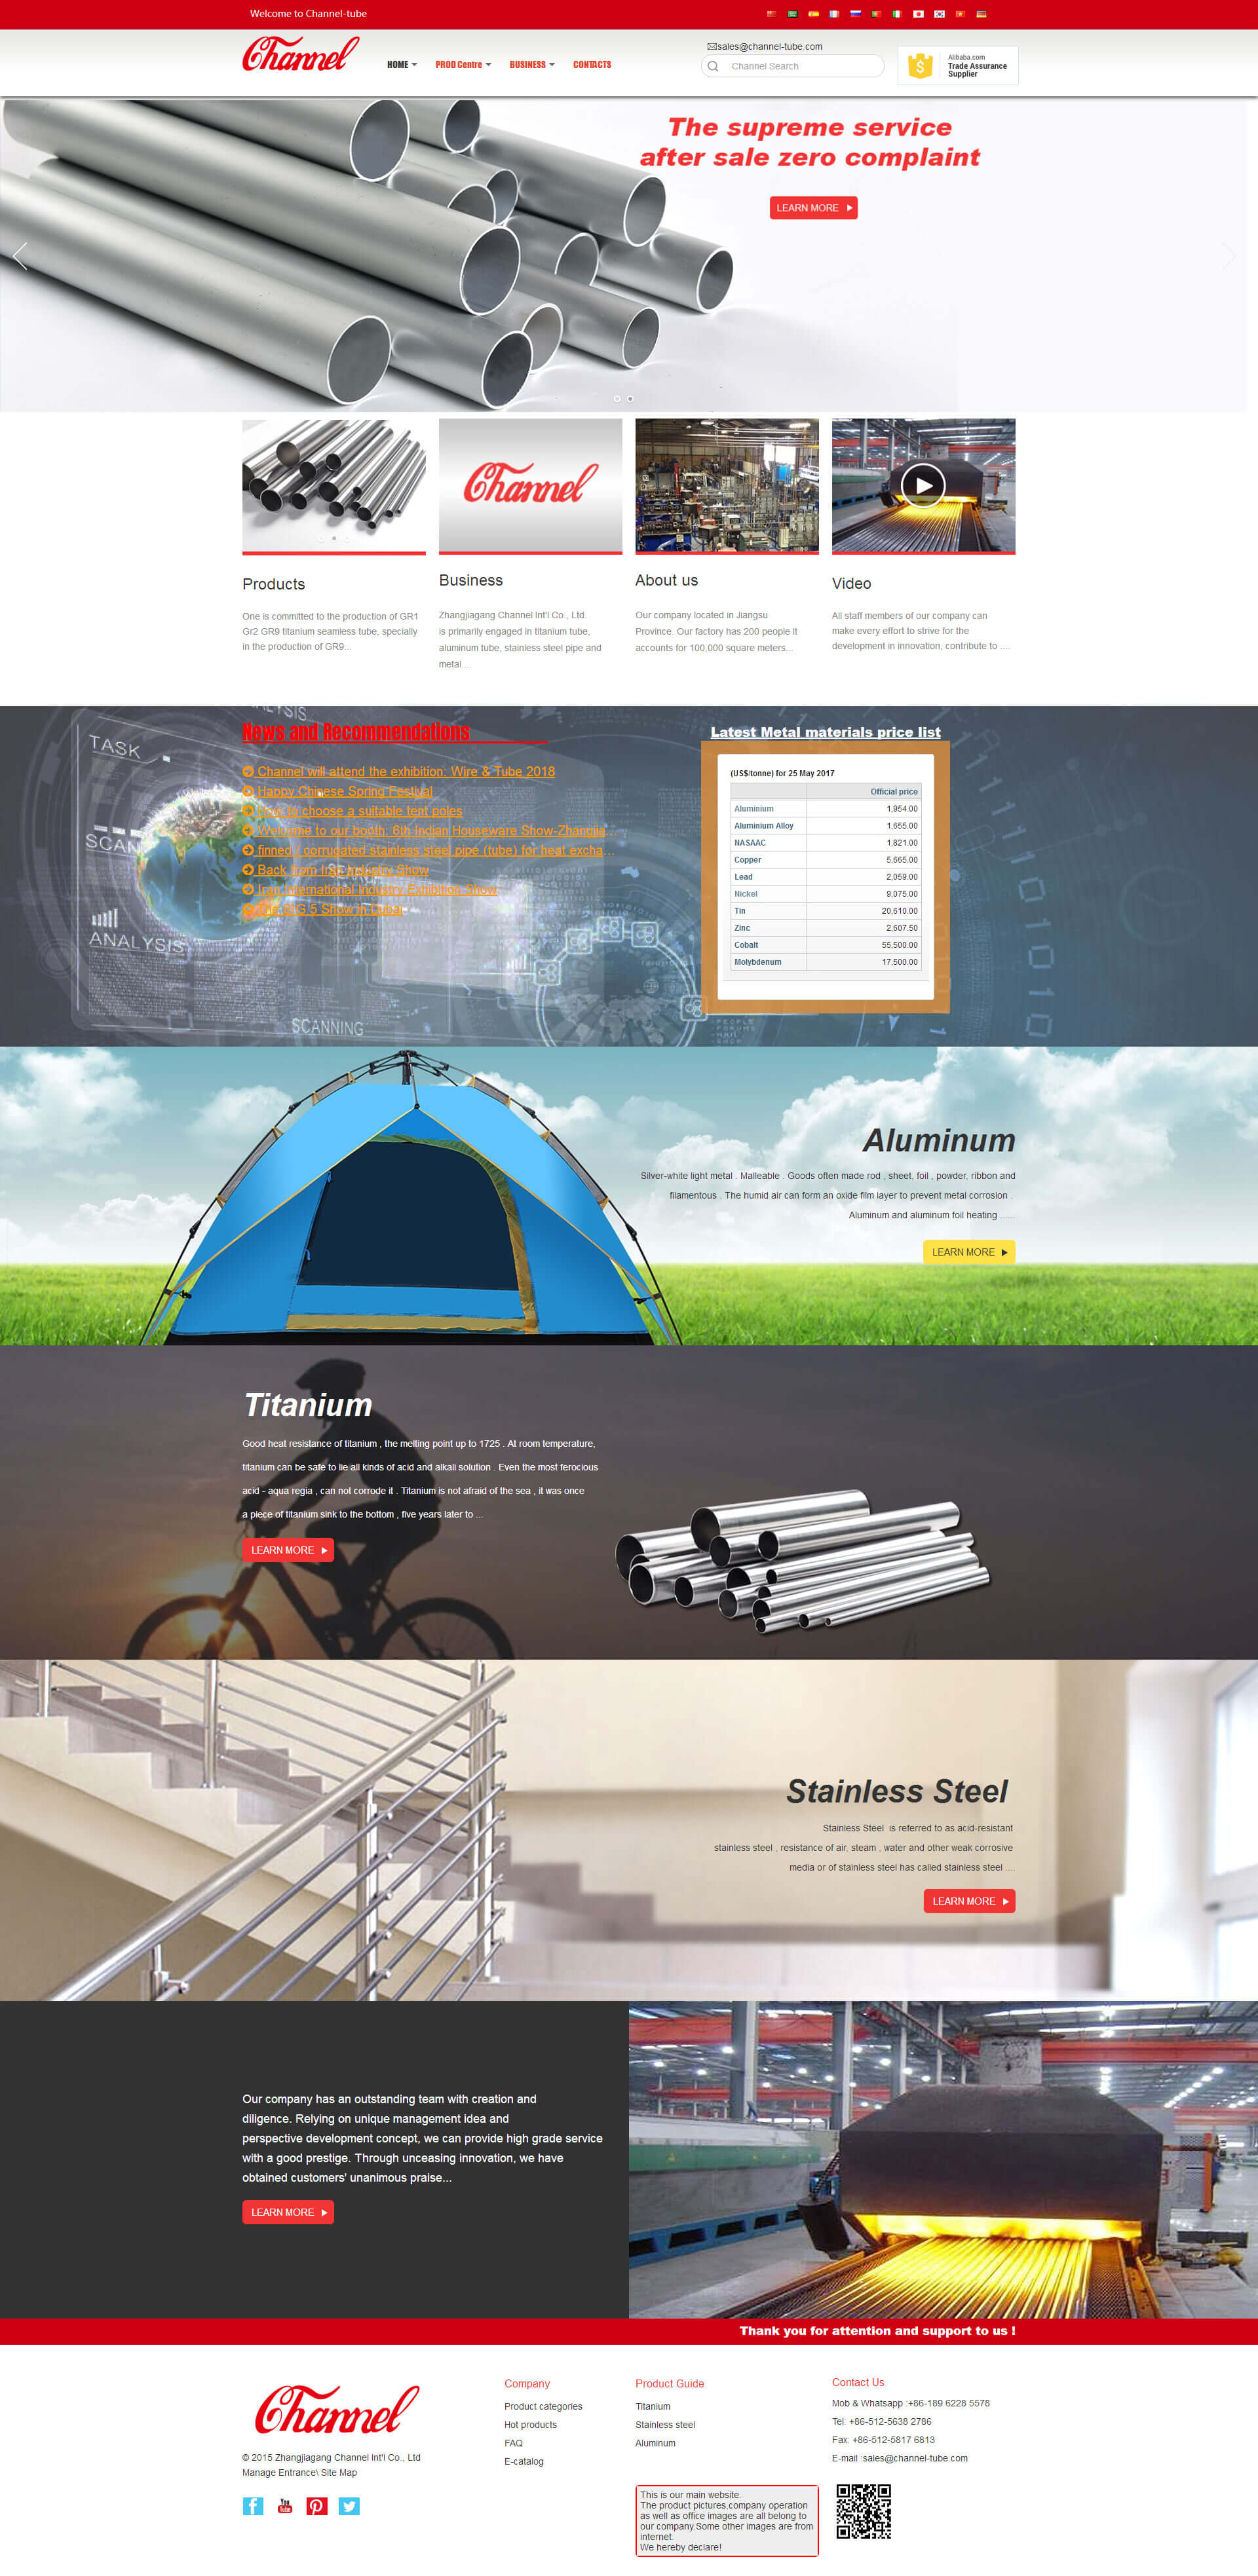 Welcome to Channel-tube
Channel
HOME
PROD Centre
BUSINESS
CONTACTS
sales@channel-tube.com
Channel Search
Alibaba.com
Trade Assurance
Supplier
The supreme service
after sale zero complaint
LEARN MORE
Channel
Products
One is committed to the production of GR1
Gr2 GR9 titanium seamless tube, specially
in the production of GR9...
Business
Zhangjiagang Channel Int'l Co., Ltd.
is primarily engaged in titanium tube,
aluminum tube, stainless steel pipe and
metal....
About us
Our company located in Jiangsu
Province. Our factory has 200 people It
accounts for 100,000 square meters...
Video
All staff members of our company can
make every effort to strive for the
development in innovation, contribute to ....
News and Recommendations
Channel will attend the exhibition: Wire & Tube 2018
Happy Chinese Spring Festival
How to choose a suitable tent poles
Welcome to our booth: 6th Indian Houseware Show-Zhangjia...
finned / corrugated stainless steel pipe (tube) for heat excha...
Back from Iran Industry Show
Iran International Industry Exhibition Show
The BIG 5 Show in Dubai
TASK
SCAN
ANALYSIS
SCANNING
Latest Metal materials price list
(US$/tonne) for 25 May 2017
Official price
Aluminium 1,954.00
Aluminium Alloy 1,655.00
NASAAC 1,821.00
Copper 5,665.00
Lead 2,059.00
Nickel 9,075.00
Tin 20,610.00
Zinc 2,607.50
Cobalt 55,500.00
Molybdenum 17,500.00
Aluminum
Silver-white light metal . Malleable . Goods often made rod , sheet, foil , powder, ribbon and
filamentous . The humid air can form an oxide film layer to prevent metal corrosion .
Aluminum and aluminum foil heating ......
LEARN MORE
Titanium
Good heat resistance of titanium , the melting point up to 1725 . At room temperature,
titanium can be safe to lie all kinds of acid and alkali solution . Even the most ferocious
acid - aqua regia , can not corrode it . Titanium is not afraid of the sea , it was once
a piece of titanium sink to the bottom , five years later to ...
LEARN MORE
Stainless Steel
Stainless Steel is referred to as acid-resistant
stainless steel , resistance of air, steam , water and other weak corrosive
media or of stainless steel has called stainless steel ....
LEARN MORE
Our company has an outstanding team with creation and
diligence. Relying on unique management idea and
perspective development concept, we can provide high grade service
with a good prestige. Through unceasing innovation, we have
obtained customers' unanimous praise...
LEARN MORE
Thank you for attention and support to us !
Channel
© 2015 Zhangjiagang Channel Int'l Co., Ltd
Manage Entrance\ Site Map
You
Tube
Company
Product categories
Hot products
FAQ
E-catalog
Product Guide
Titanium
Stainless steel
Aluminum
Contact Us
Mob & Whatsapp :+86-189 6228 5578
Tel: +86-512-5638 2786
Fax: +86-512-5817 6813
E-mail :sales@channel-tube.com
This is our main website.
The product pictures,company operation
as well as office images are all belong to
our company.Some other images are from
internet.
We hereby declare!